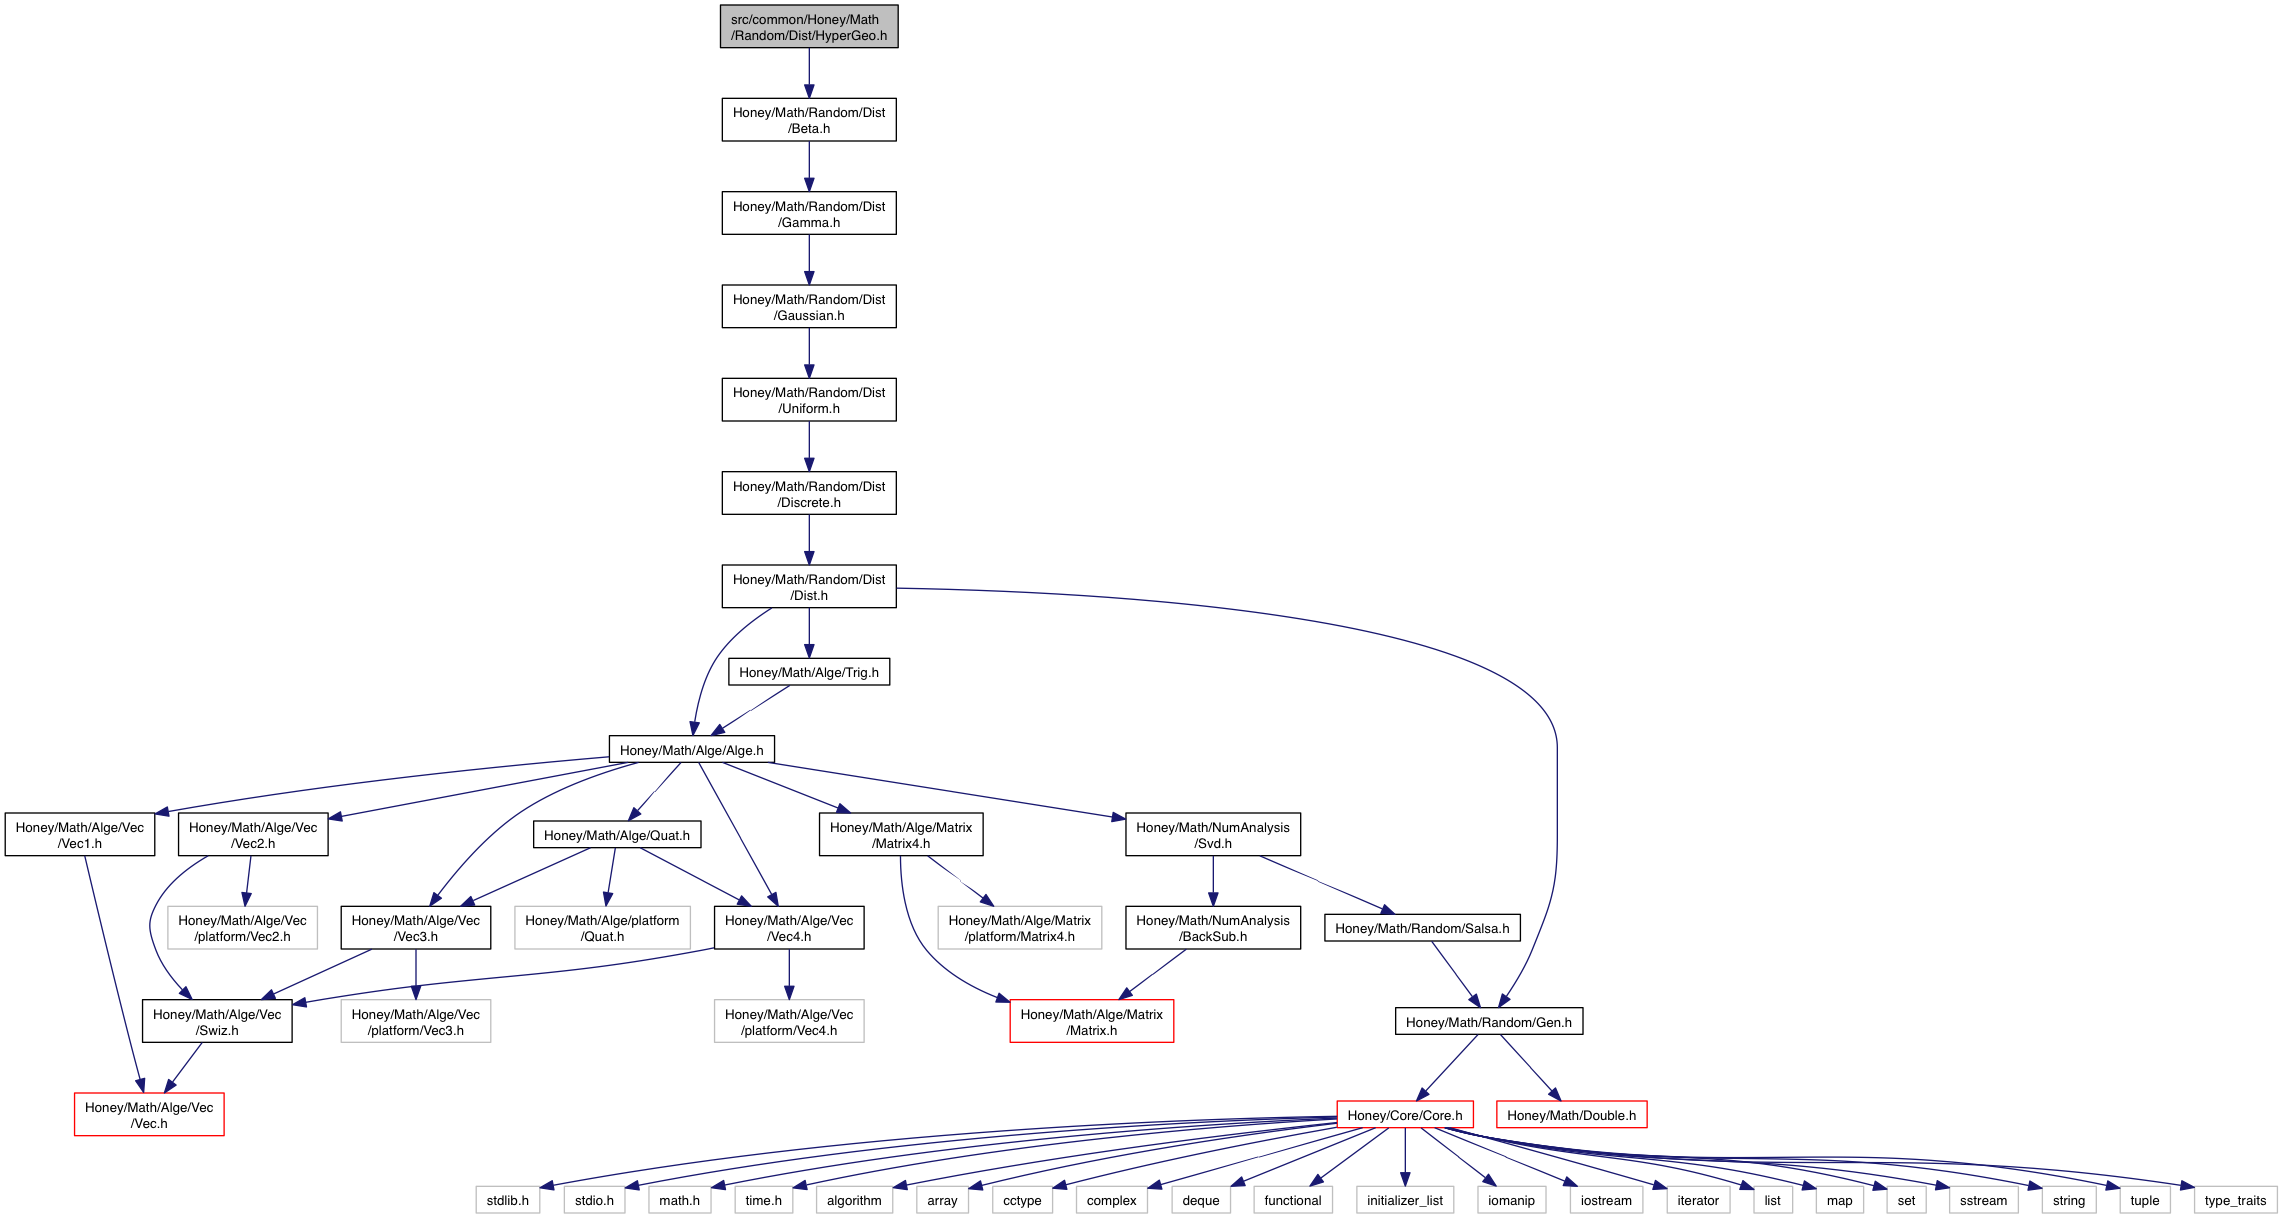 src/common/Honey/Math
/Random/Dist/HyperGeo.h
Honey/Math/Random/Dist
/Beta.h
Honey/Math/Random/Dist
/Gamma.h
Honey/Math/Random/Dist
/Gaussian.h
Honey/Math/Random/Dist
/Uniform.h
Honey/Math/Random/Dist
/Discrete.h
Honey/Math/Random/Dist
/Dist.h
Honey/Math/Alge/Trig.h
Honey/Math/Alge/Alge.h
Honey/Math/Alge/Vec
/Vec1.h
Honey/Math/Alge/Vec
/Vec2.h
Honey/Math/Alge/Quat.h
Honey/Math/Alge/Matrix
/Matrix4.h
Honey/Math/NumAnalysis
/Svd.h
Honey/Math/Alge/Vec
/platform/Vec2.h
Honey/Math/Alge/Vec
/Vec3.h
Honey/Math/Alge/platform
/Quat.h
Honey/Math/Alge/Vec
/Vec4.h
Honey/Math/Alge/Matrix
/platform/Matrix4.h
Honey/Math/NumAnalysis
/BackSub.h
Honey/Math/Random/Salsa.h
Honey/Math/Alge/Vec
/Swiz.h
Honey/Math/Alge/Vec
/platform/Vec3.h
Honey/Math/Alge/Vec
/platform/Vec4.h
Honey/Math/Alge/Matrix
/Matrix.h
Honey/Math/Random/Gen.h
Honey/Math/Alge/Vec
/Vec.h
Honey/Core/Core.h
Honey/Math/Double.h
stdlib.h
stdio.h
math.h
time.h
algorithm
array
cctype
complex
deque
functional
initializer_list
iomanip
iostream
iterator
list
map
set
sstream
string
tuple
type_traits